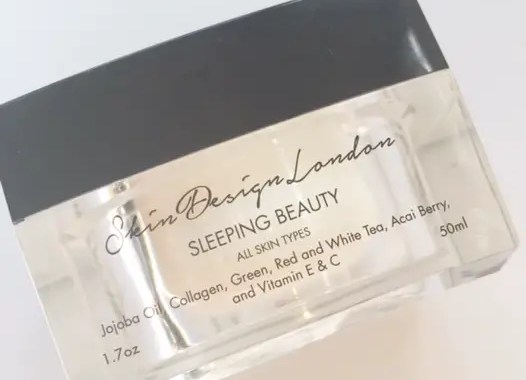 Skin Design London
SLEEPING BEAUTY
ALL SKIN TYPES
Jojoba Oil, Collagen, Green, Red and White Tea, Acai Berry,
and Vitamin E & C
1.7oz
50ml